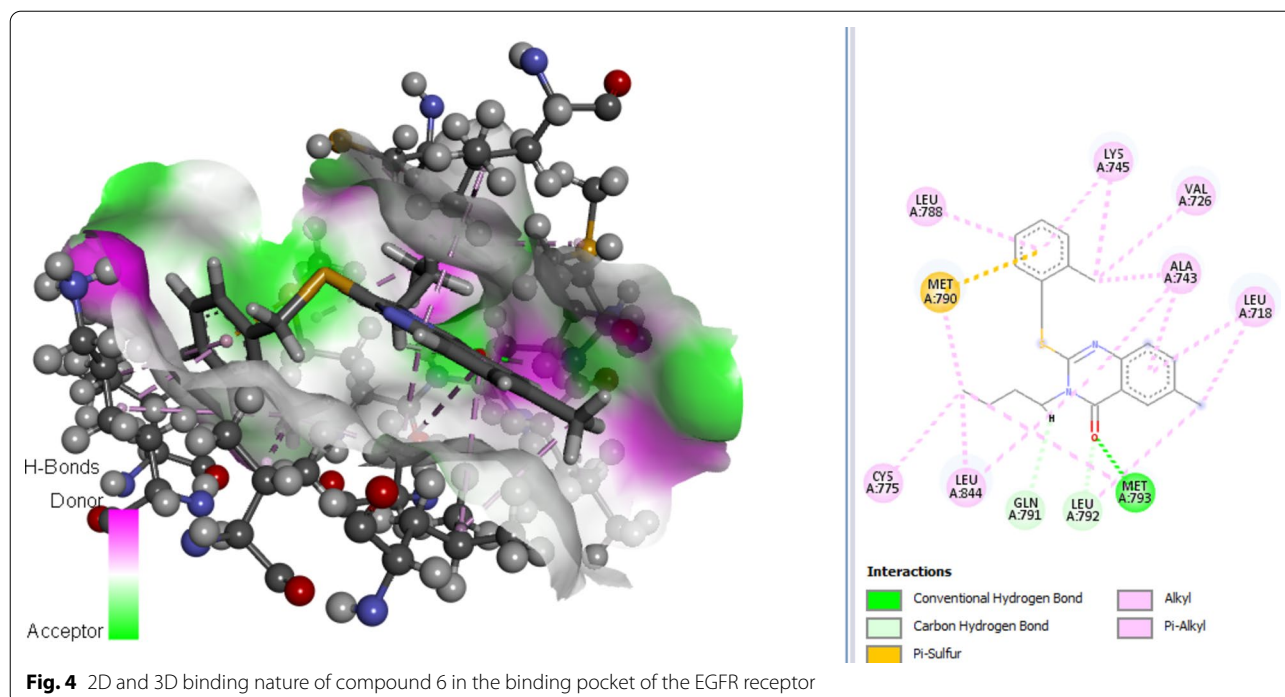 H-Bonds
Donor
Acceptor
LYS
A:745
VAL
A:726
LEU
A:788
ALA
A:743
MET
A:790
LEU
A:718
S
N
N
H
O
CYS
A:775
LEU
A:844
GLN
A:791
LEU
A:792
MET
A:793
Interactions
Conventional Hydrogen Bond
Alkyl
Carbon Hydrogen Bond
Pi-Alkyl
Pi-Sulfur
Fig. 4 2D and 3D binding nature of compound 6 in the binding pocket of the EGFR receptor